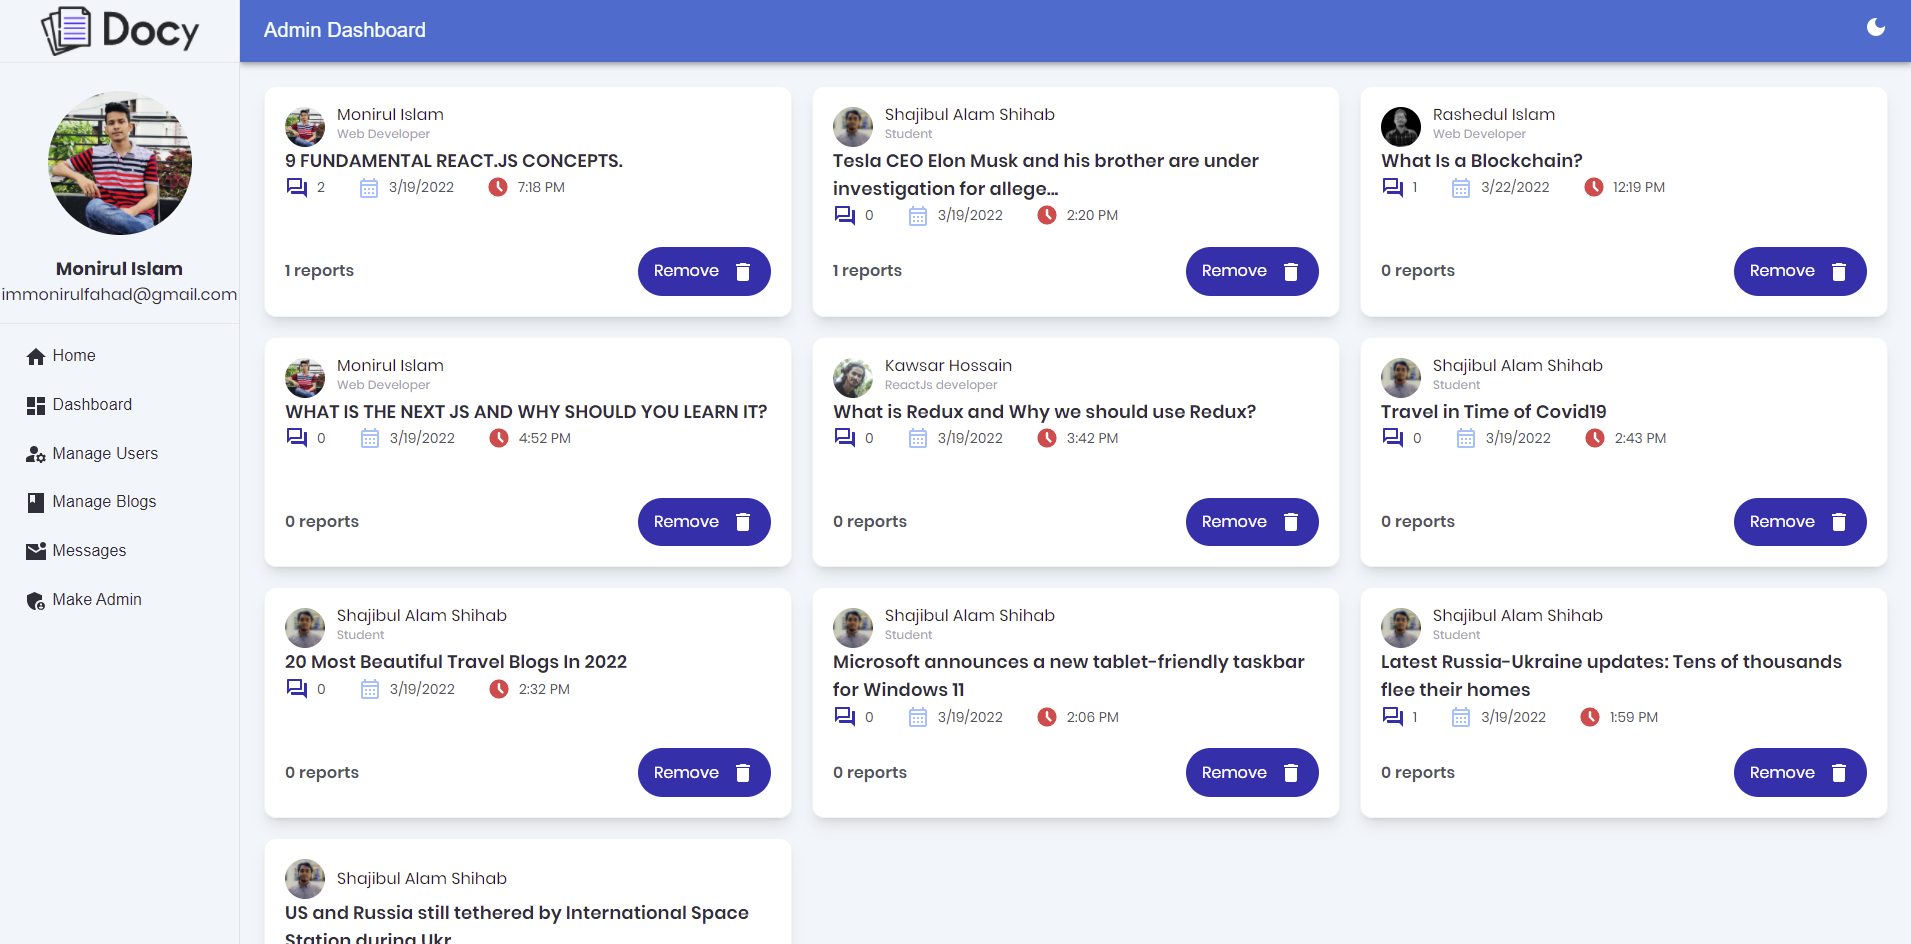 Docy
Admin Dashboard
Monirul Islam
immonirulfahad@gmail.com
Home
Dashboard
Manage Users
Manage Blogs
Messages
Make Admin
Monirul Islam
Web Developer
9 FUNDAMENTAL REACT.JS CONCEPTS.
2 3/19/2022 7:18 PM
1 reports
Remove
Shajibul Alam Shihab
Student
Tesla CEO Elon Musk and his brother are under
investigation for allege...
0 3/19/2022 2:20 PM
1 reports
Remove
Rashedul Islam
Web Developer
What Is a Blockchain?
1 3/22/2022 12:19 PM
0 reports
Remove
Monirul Islam
Web Developer
WHAT IS THE NEXT JS AND WHY SHOULD YOU LEARN IT?
0 3/19/2022 4:52 PM
0 reports
Remove
Kawsar Hossain
ReactJs developer
What is Redux and Why we should use Redux?
0 3/19/2022 3:42 PM
0 reports
Remove
Shajibul Alam Shihab
Student
Travel in Time of Covid19
0 3/19/2022 2:43 PM
0 reports
Remove
Shajibul Alam Shihab
Student
20 Most Beautiful Travel Blogs In 2022
0 3/19/2022 2:32 PM
0 reports
Remove
Shajibul Alam Shihab
Student
Microsoft announces a new tablet-friendly taskbar
for Windows 11
0 3/19/2022 2:06 PM
0 reports
Remove
Shajibul Alam Shihab
Student
Latest Russia-Ukraine updates: Tens of thousands
flee their homes
1 3/19/2022 1:59 PM
0 reports
Remove
Shajibul Alam Shihab
US and Russia still tethered by International Space
Station during Ukr